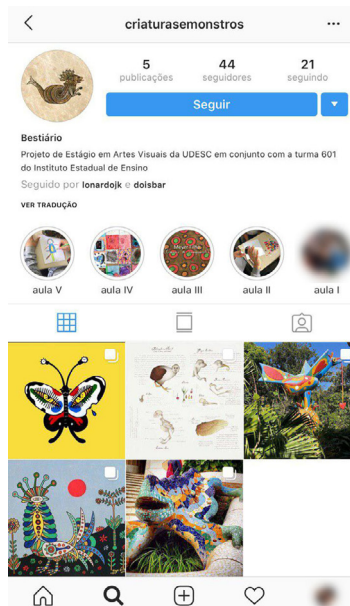 criaturasemonstros
5 44 21
publicações seguidores seguindo
Seguir
Bestiário
Projeto de Estágio em Artes Visuais da UDESC em conjunto com a turma 601
do Instituto Estadual de Ensino
Seguido por lonardojk e doisbar
VER TRADUÇÃO
aula V aula IV aula III aula II aula I